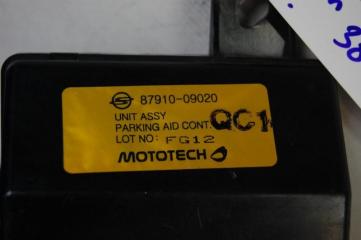 87910-09020
UNIT ASSY
PARKING AID CONT.
QC1
LOT NO: FG12
MOTOTECH